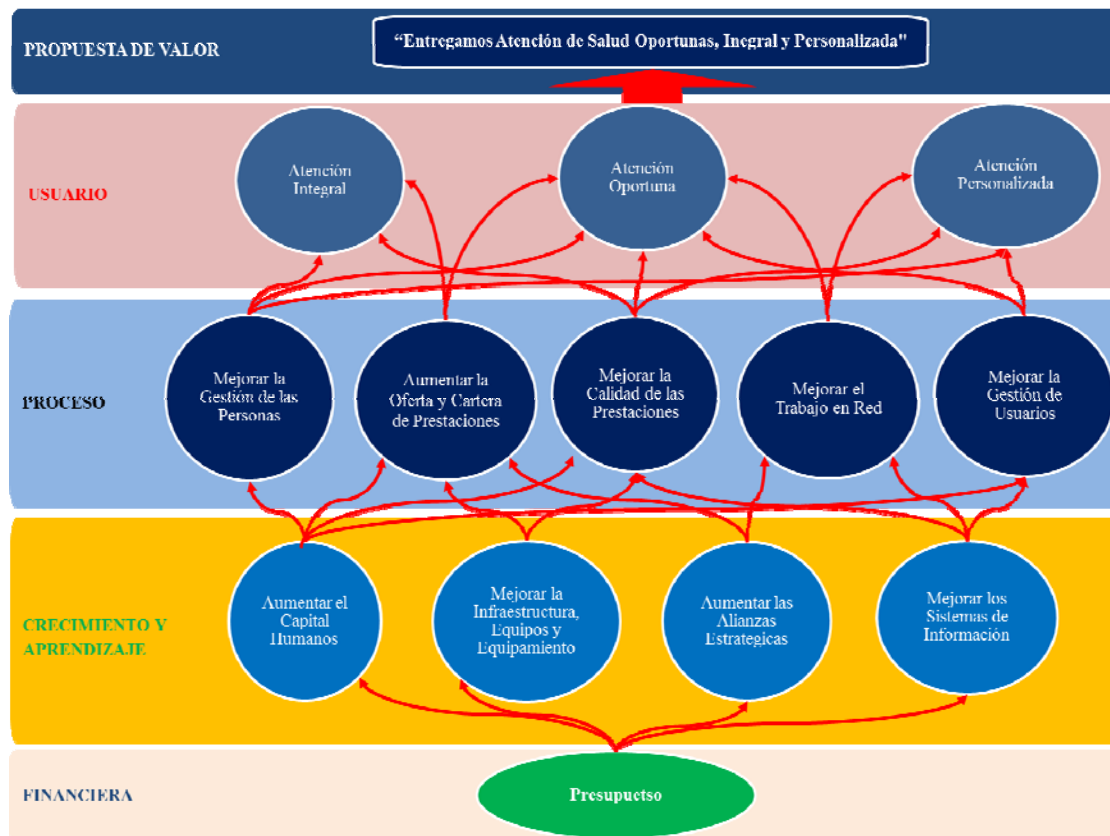 PROPUESTA DE VALOR
“Entregamos Atención de Salud Oportunas, Inegral y Personalizada"
USUARIO
Atención
Integral
Atención
Oportuna
Atención
Personalizada
PROCESO
Mejorar la
Gestión de las
Personas
Aumentar la
Oferta y Cartera
de Prestaciones
Mejorar la
Calidad de las
Prestaciones
Mejorar el
Trabajo en Red
Mejorar la
Gestión de
Usuarios
CRECIMIENTO Y
APRENDIZAJE
Aumentar el
Capital
Humanos
Mejorar la
Infraestructura,
Equipos y
Equipamiento
Aumentar las
Alianzas
Estrategicas
Mejorar los
Sistemas de
Información
FINANCIERA
Presupuetso